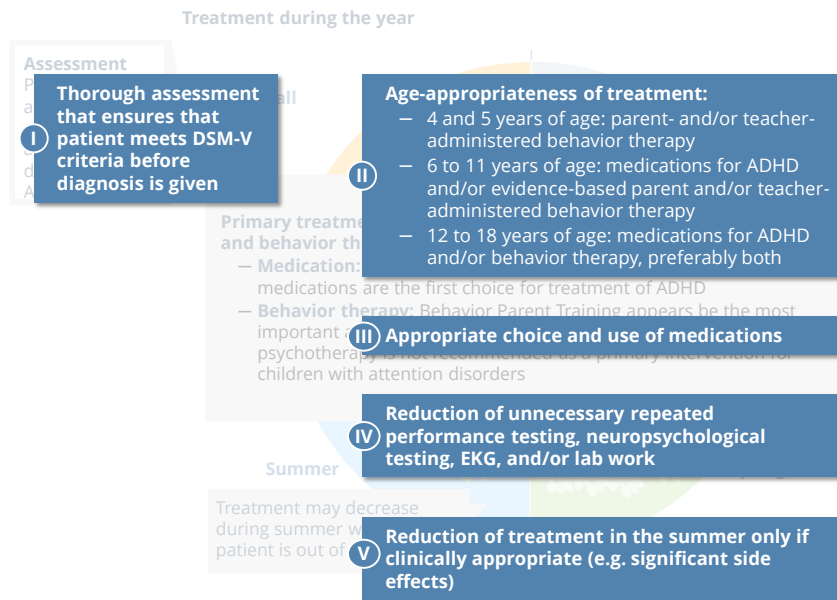 Treatment during the year
Assessment
I
Thorough assessment
that ensures that
patient meets DSM-V
criteria before
diagnosis is given
II
Age-appropriateness of treatment:
— 4 and 5 years of age: parent- and/or teacher-
administered behavior therapy
— 6 to 11 years of age: medications for ADHD
and/or evidence-based parent and/or teacher-
administered behavior therapy
— 12 to 18 years of age: medications for ADHD
and/or behavior therapy, preferably both
Primary
and behavior
— Medication:
medications are the first choice for treatment of ADHD
— Behavior therapy: Behavior Parent Training appears be the most
important
III
Appropriate choice and use of medications
psychotherapy is not recommended as a primary intervention for
children with attention disorders
IV
Reduction of unnecessary repeated
performance testing, neuropsychological
testing, EKG, and/or lab work
Summer
Treatment may decrease
during summer
patient is out of
V
Reduction of treatment in the summer only if
clinically appropriate (e.g. significant side
effects)